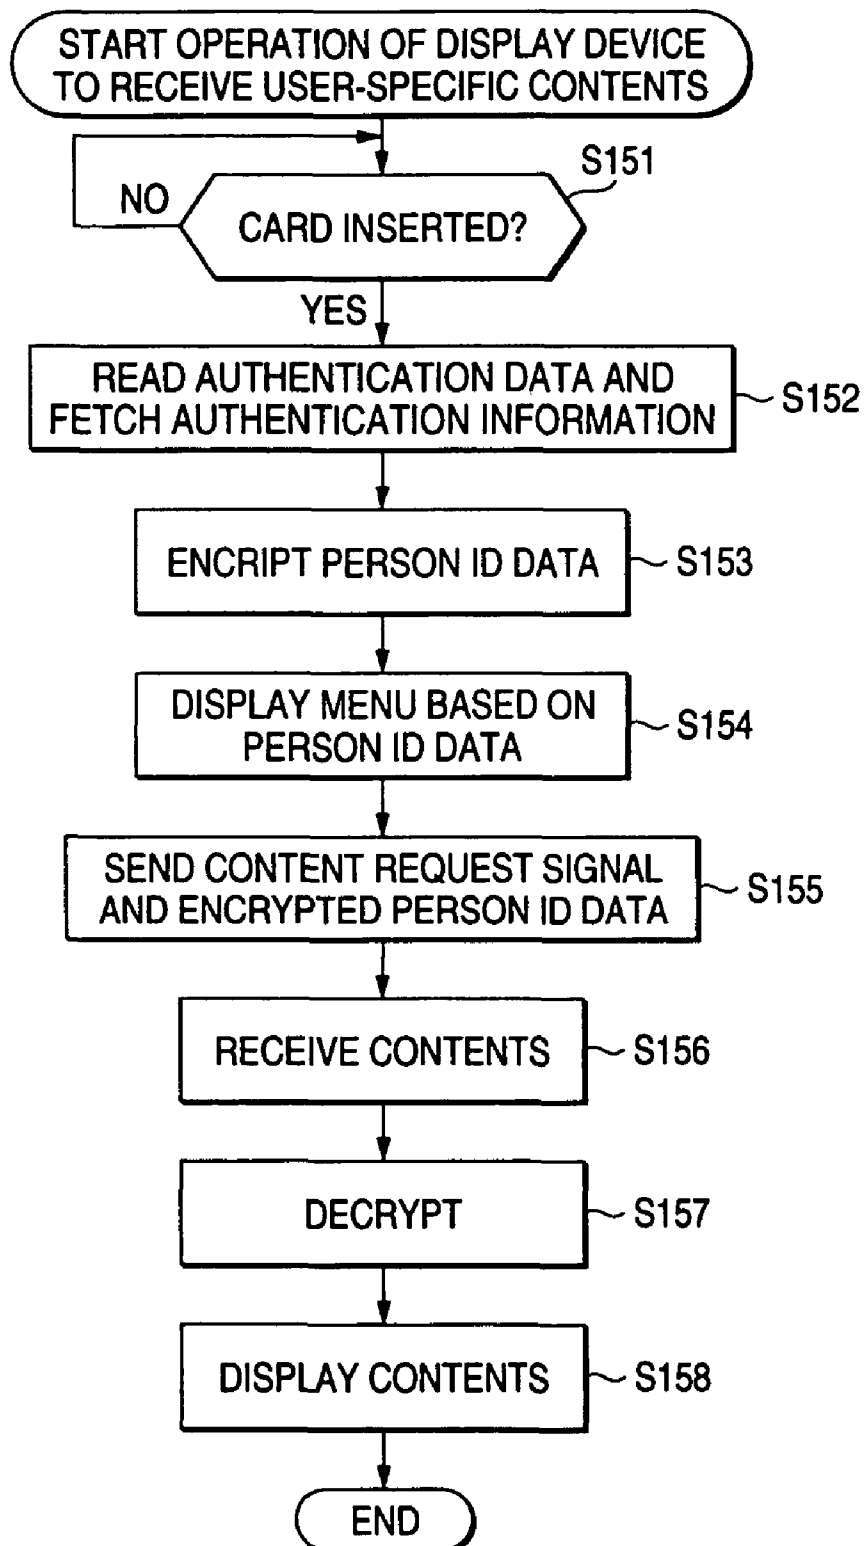 START OPERATION OF DISPLAY DEVICE
TO RECEIVE USER-SPECIFIC CONTENTS
S151
NO
CARD INSERTED?
YES
READ AUTHENTICATION DATA AND
FETCH AUTHENTICATION INFORMATION
S152
ENCRIPT PERSON ID DATA
S153
DISPLAY MENU BASED ON
PERSON ID DATA
S154
SEND CONTENT REQUEST SIGNAL
AND ENCRYPTED PERSON ID DATA
S155
RECEIVE CONTENTS
S156
DECRYPT
S157
DISPLAY CONTENTS
S158
END